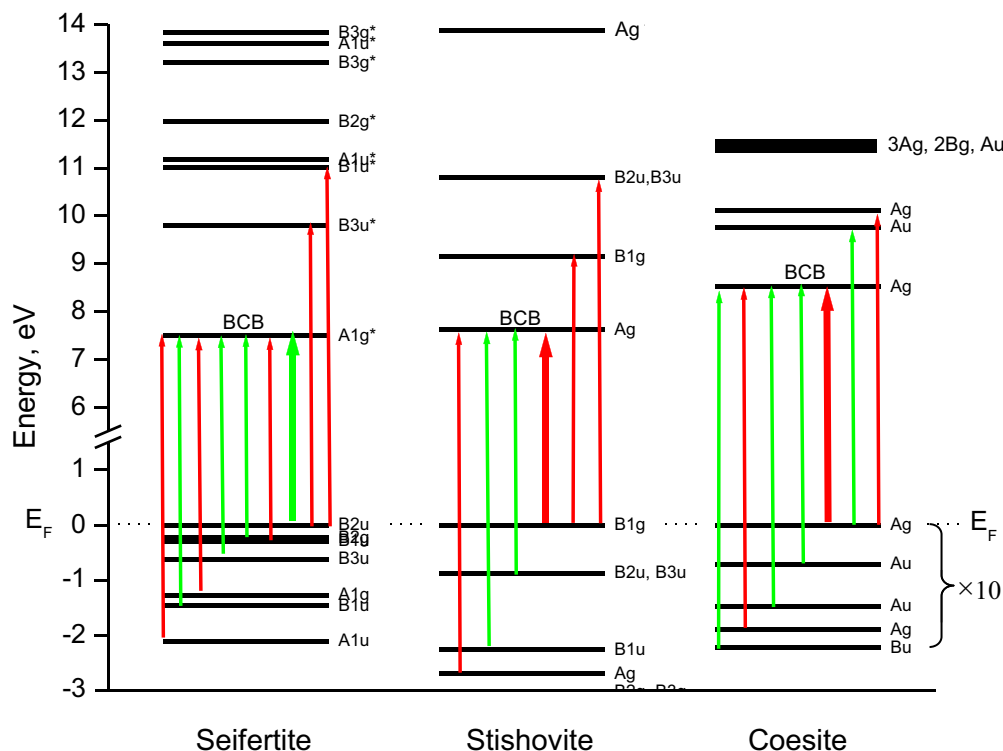 Energy, eV
14
13
12
11
10
9
8
7
6
1
0
-1
-2
-3
E_F
B3g*
A1u*
B3g*
B2g*
A1u*
B1u*
B3u*
BCB
A1g*
B2u
B2g
B3u
A1g
B1u
A1u
Seifertite
Ag
B2u,B3u
B1g
BCB
Ag
B1g
B2u, B3u
B1u
Ag
Stishovite
3Ag, 2Bg, Au
Ag
Au
BCB
Ag
Ag
Au
Au
Ag
Bu
E_F
×10
Coesite